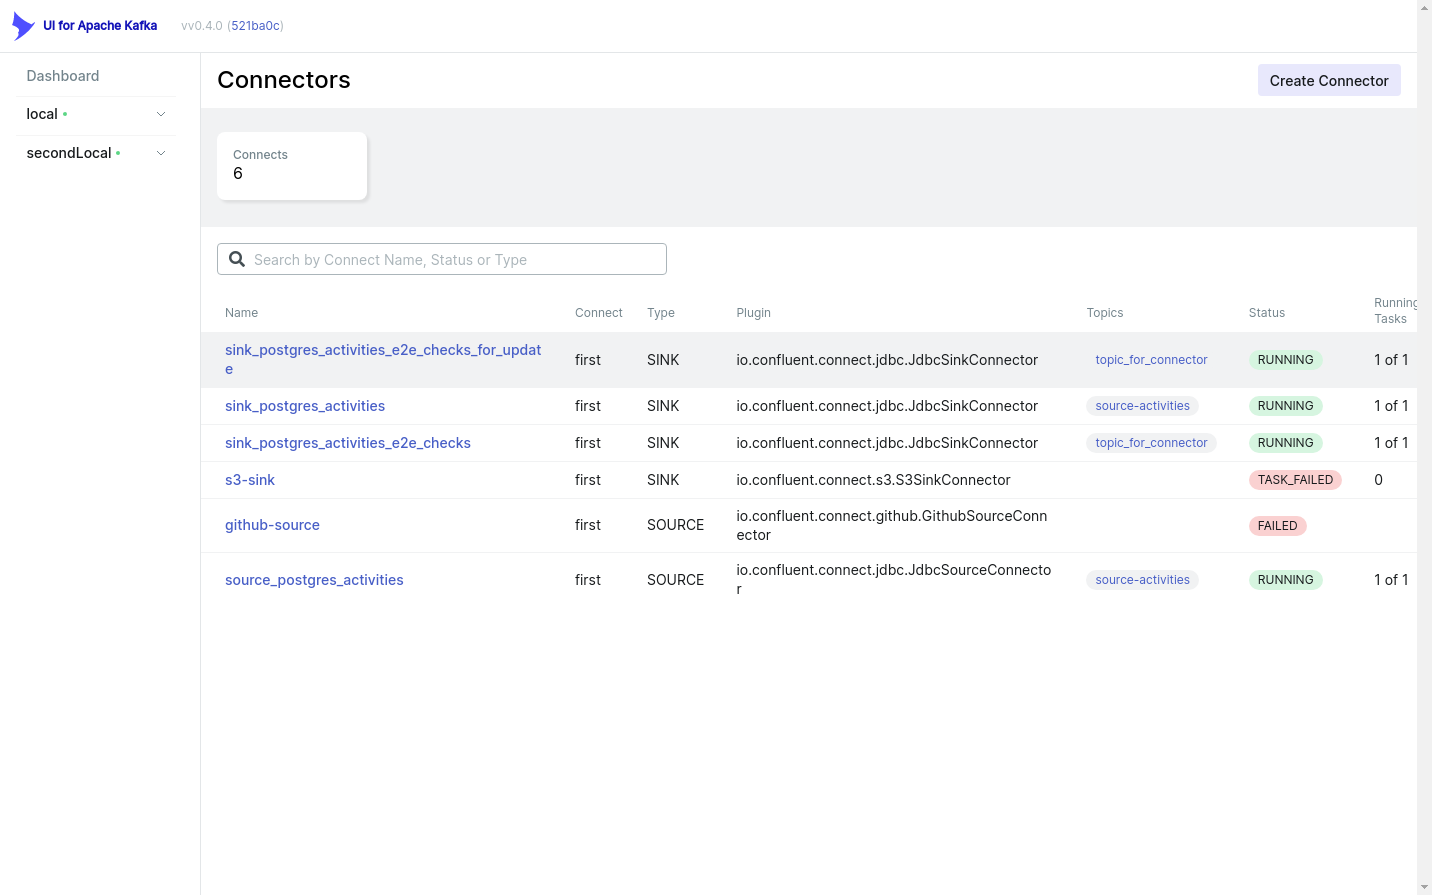 UI for Apache Kafka vv0.4.0 (521ba0c)
Dashboard
local
secondLocal
Connectors
Create Connector
Connects
6
Search by Connect Name, Status or Type
Name Connect Type Plugin Topics Status Running
Tasks
sink_postgres_activities_e2e_checks_for_updat
e first SINK io.confluent.connect.jdbc.JdbcSinkConnector topic_for_connector RUNNING 1 of 1
sink_postgres_activities first SINK io.confluent.connect.jdbc.JdbcSinkConnector source-activities RUNNING 1 of 1
sink_postgres_activities_e2e_checks first SINK io.confluent.connect.jdbc.JdbcSinkConnector topic_for_connector RUNNING 1 of 1
s3-sink first SINK io.confluent.connect.s3.S3SinkConnector TASK_FAILED 0
github-source first SOURCE io.confluent.connect.github.GithubSourceConn
ector FAILED
source_postgres_activities first SOURCE io.confluent.connect.jdbc.JdbcSourceConnecto
r source-activities RUNNING 1 of 1